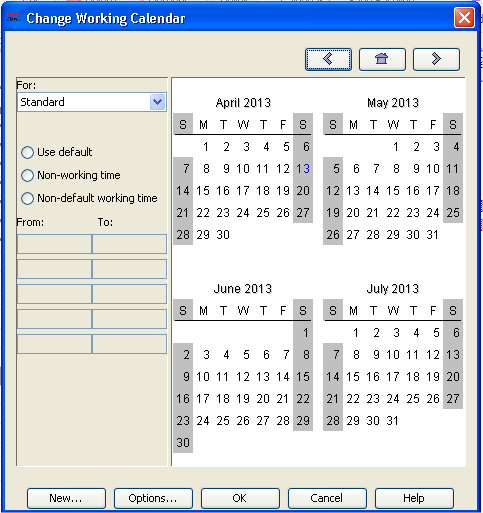 Change Working Calendar
For:
Standard
Use default
Non-working time
Non-default working time
From: To:
April 2013
S M T W T F S
1 2 3 4 5 6
7 8 9 10 11 12 13
14 15 16 17 18 19 20
21 22 23 24 25 26 27
28 29 30
May 2013
S M T W T F S
1 2 3 4
5 6 7 8 9 10 11
12 13 14 15 16 17 18
19 20 21 22 23 24 25
26 27 28 29 30 31
June 2013
S M T W T F S
1
2 3 4 5 6 7 8
9 10 11 12 13 14 15
16 17 18 19 20 21 22
23 24 25 26 27 28 29
30
July 2013
S M T W T F S
1 2 3 4 5 6
7 8 9 10 11 12 13
14 15 16 17 18 19 20
21 22 23 24 25 26 27
28 29 30 31
New... Options... OK Cancel Help